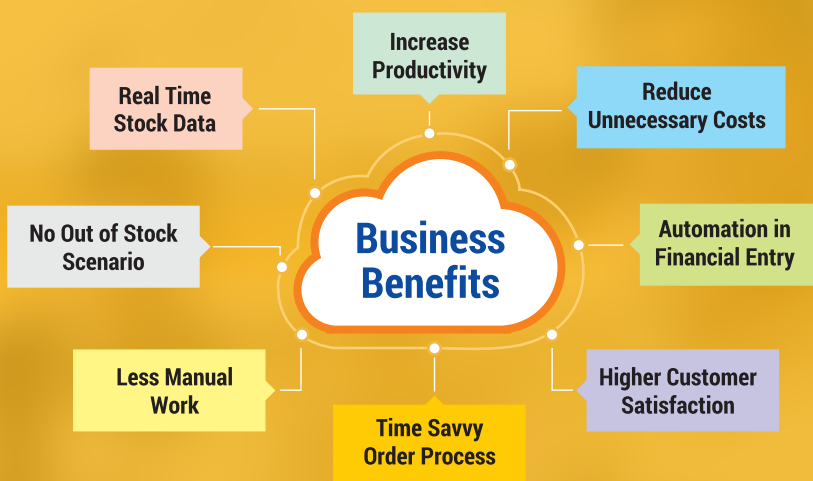 Increase
Productivity
Real Time
Stock Data
Reduce
Unnecessary Costs
No Out of Stock
Scenario
Business
Benefits
Automation in
Financial Entry
Less Manual
Work
Time Savvy
Order Process
Higher Customer
Satisfaction